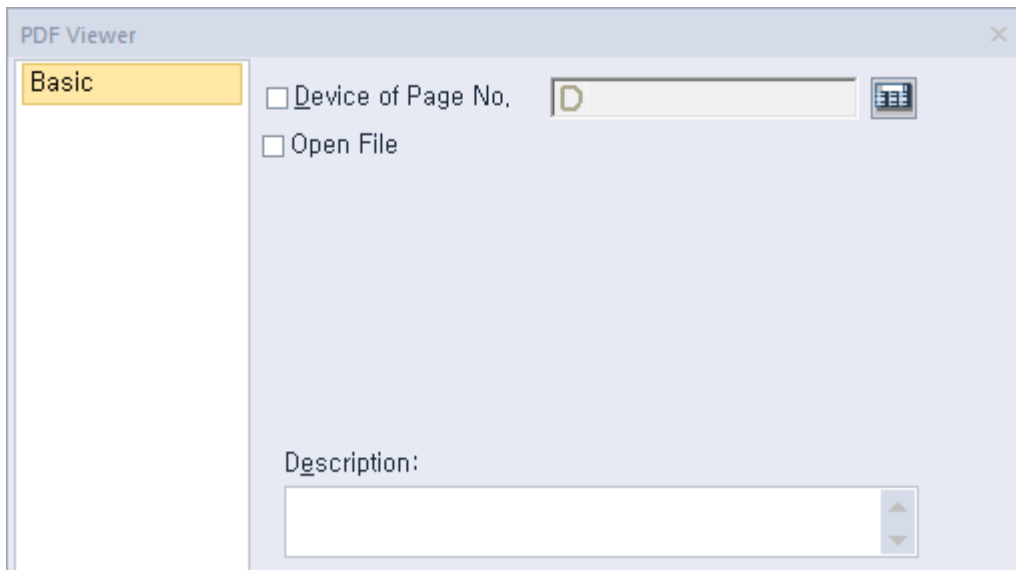 PDF Viewer
Basic
Device of Page No.
D
Open File
Description: